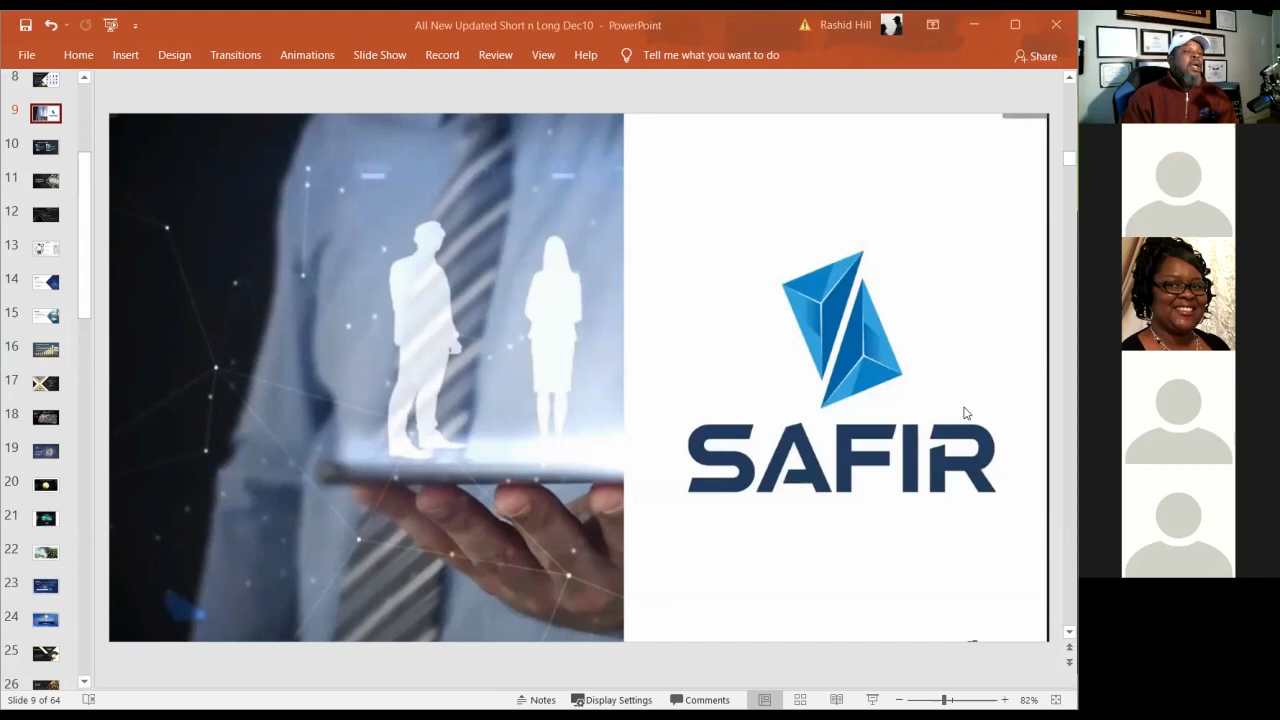 All New Updated Short n Long Dec10 - PowerPoint
Rashid Hill
File Home Insert Design Transitions Animations Slide Show Record Review View Help Tell me what you want to do
Share
8
9
10
11
12
13
14
15
16
17
18
19
20
21
22
23
24
25
26
SAFIR
Slide 9 of 64
Notes Display Settings Comments
82%